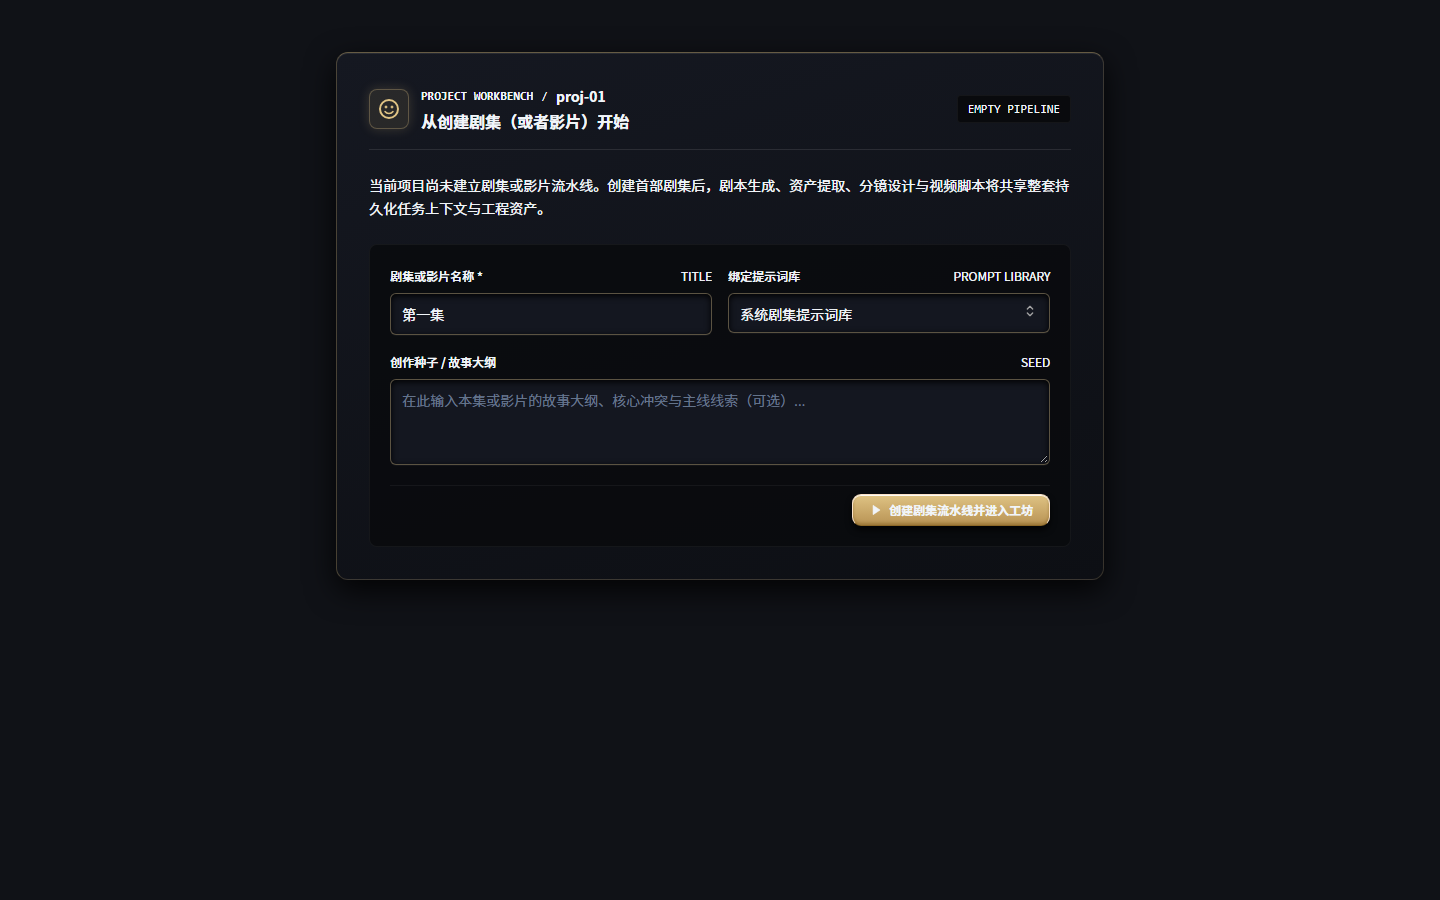 PROJECT WORKBENCH / proj-01
从创建剧集（或者影片）开始
EMPTY PIPELINE
当前项目尚未建立剧集或影片流水线。创建首部剧集后，剧本生成、资产提取、分镜设计与视频脚本将共享整套持
久化任务上下文与工程资产。
剧集或影片名称 * TITLE
绑定提示词库 PROMPT LIBRARY
第一集
系统剧集提示词库
创作种子 / 故事大纲 SEED
在此输入本集或影片的故事大纲、核心冲突与主线线索（可选）...
创建剧集流水线并进入工坊